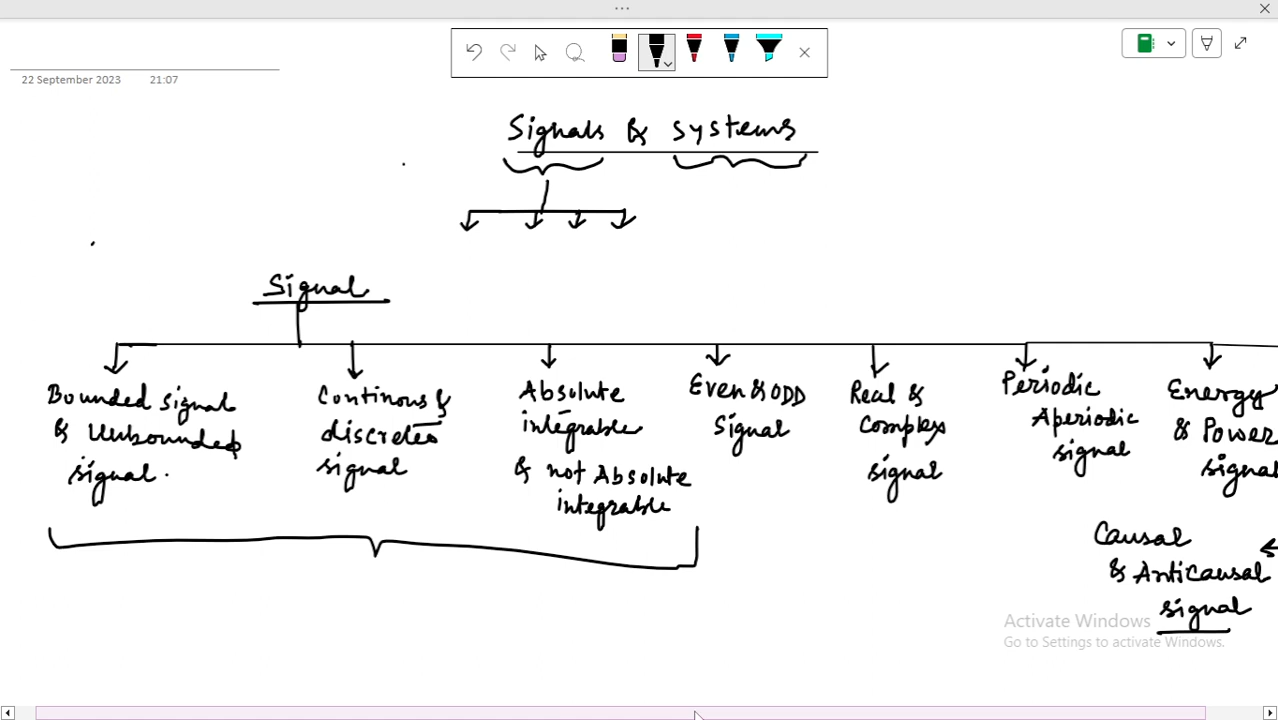 22 September 2023 21:07
Signals & Systems
Signal
Bounded signal
& Unbounded
signal.
Continous &
discretes
signal
Absolute
integrable
& not Absolute
integrable
Even & ODD
Signal
Real &
Complex
signal
Periodic
Aperiodic
signal
Energy
& Power
signal
Causal
& Anticausal
signal
Activate Windows
Go to Settings to activate Windows.